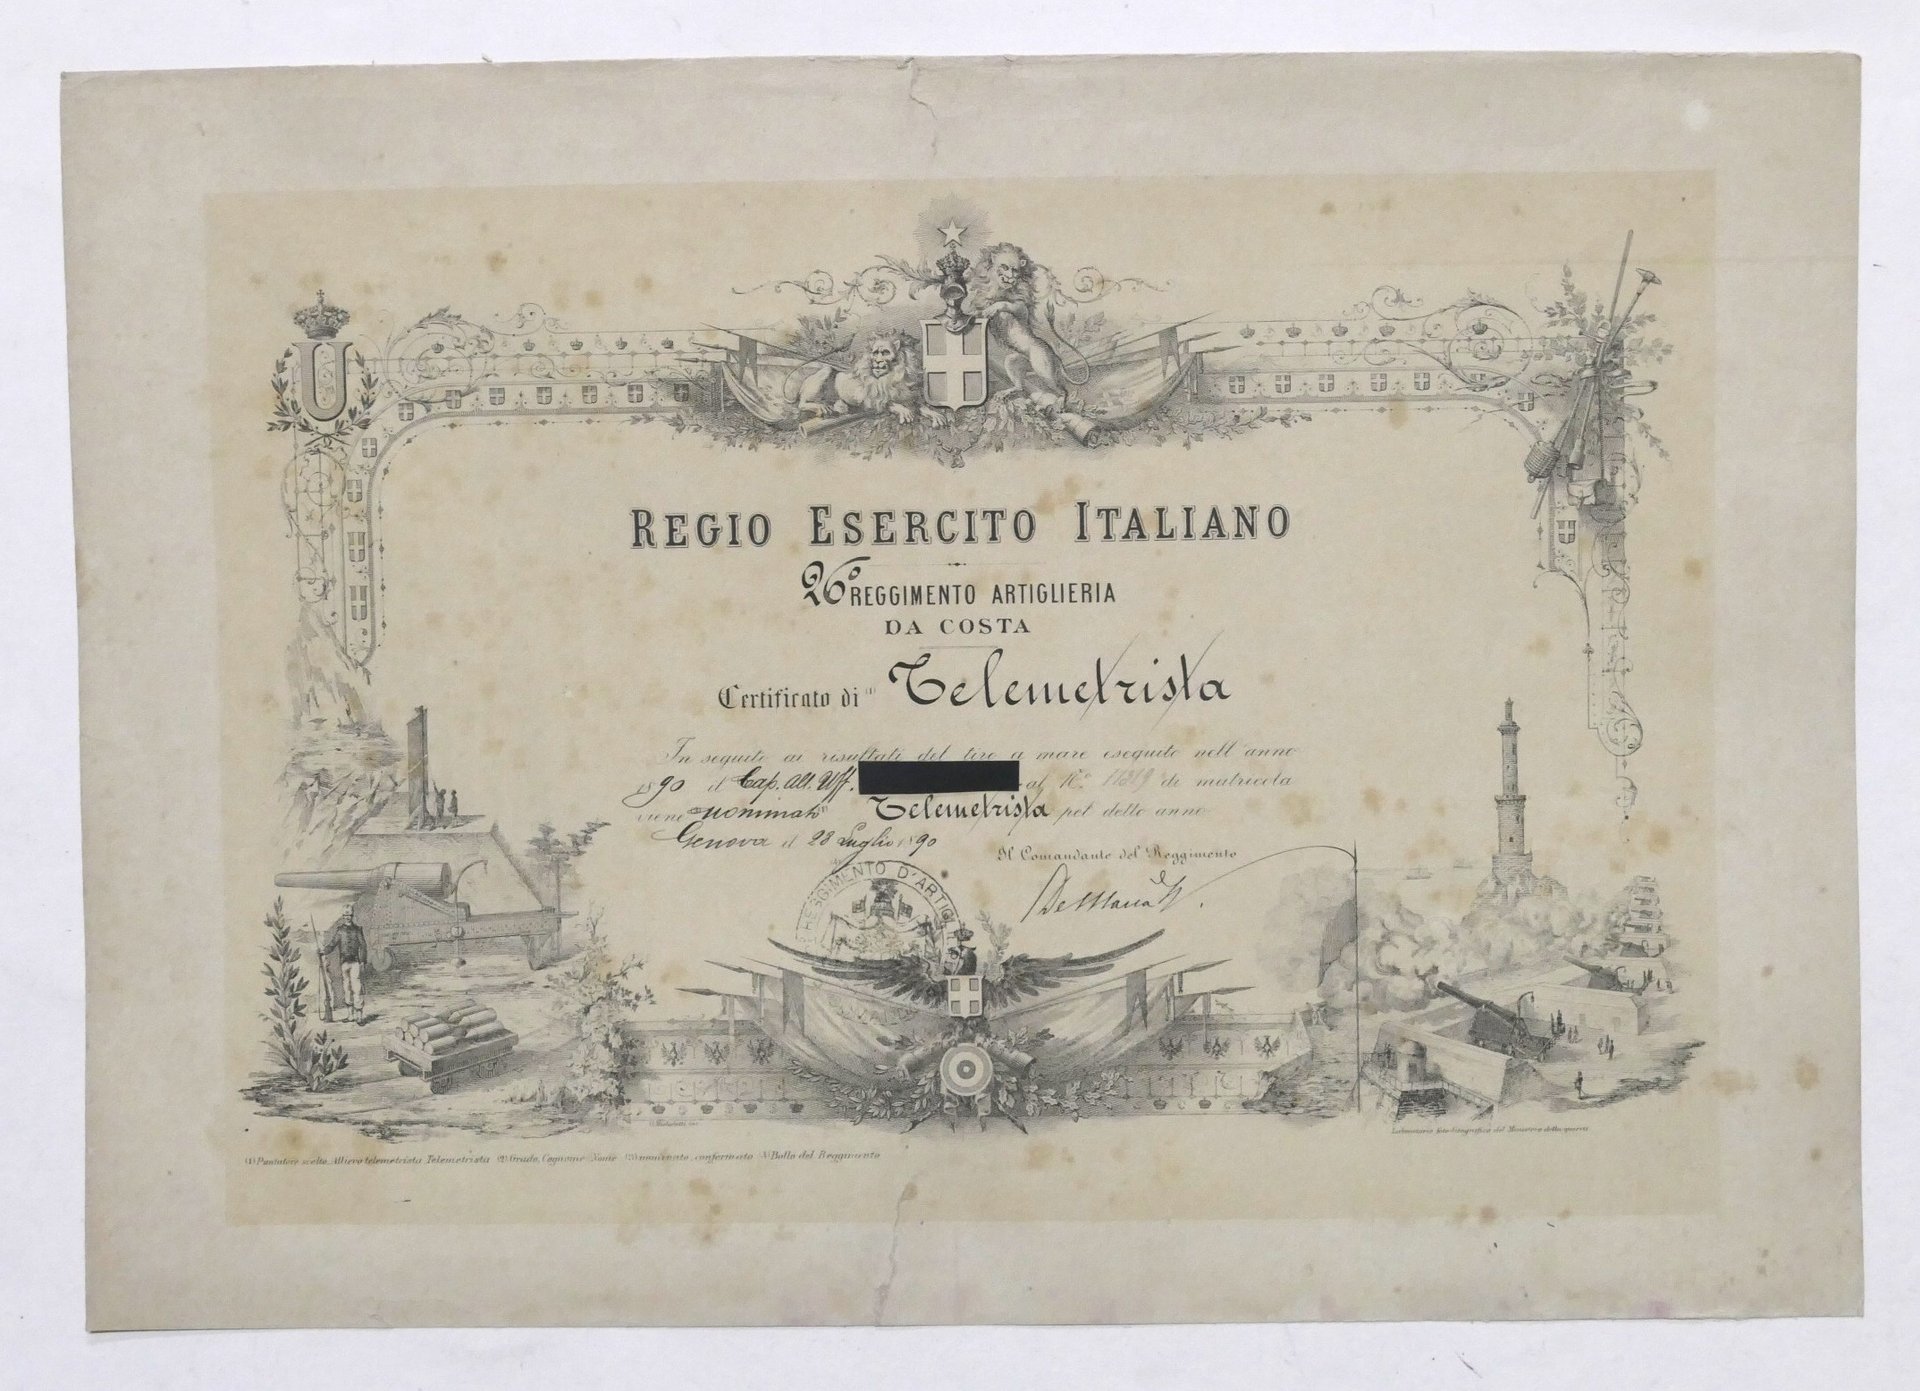 U
REGIO ESERCITO ITALIANO
26° REGGIMENTO ARTIGLIERIA
DA COSTA
Certificato di (1) Telemetrista
In seguito ai risultati del tiro a mare eseguito nell'anno
1890 il Cap. All. Uff. al N.° di matricola
viene nominato Telemetrista pel detto anno
Genova il 28 Luglio 1890
Il Comandante del Reggimento
REGGIMENTO D'ARTIG
Laboratorio foto-litografico del Ministero della guerra
(1) Puntatore scelto, Allievo telemetrista, Telemetrista (2) Grado, Cognome, Nome (3) nominato, confermato (4) Bollo del Reggimento